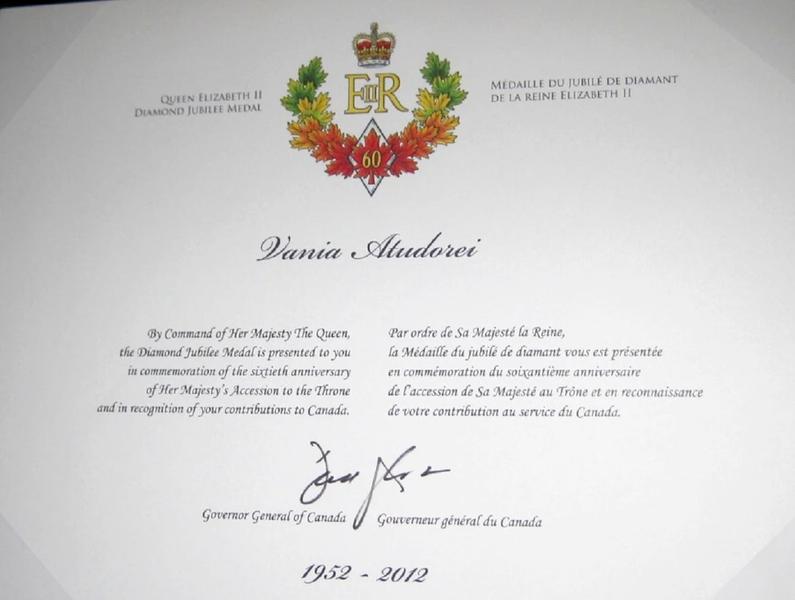 QUEEN ELIZABETH II
DIAMOND JUBILEE MEDAL
EIIR
60
MÉDAILLE DU JUBILÉ DE DIAMANT
DE LA REINE ELIZABETH II
Vania Atudorei
By Command of Her Majesty The Queen,
the Diamond Jubilee Medal is presented to you
in commemoration of the sixtieth anniversary
of Her Majesty's Accession to the Throne
and in recognition of your contributions to Canada.
Par ordre de Sa Majesté la Reine,
la Médaille du jubilé de diamant vous est présentée
en commémoration du soixantième anniversaire
de l'accession de Sa Majesté au Trône et en reconnaissance
de votre contribution au service du Canada.
Governor General of Canada
Gouverneur général du Canada
1952 - 2012